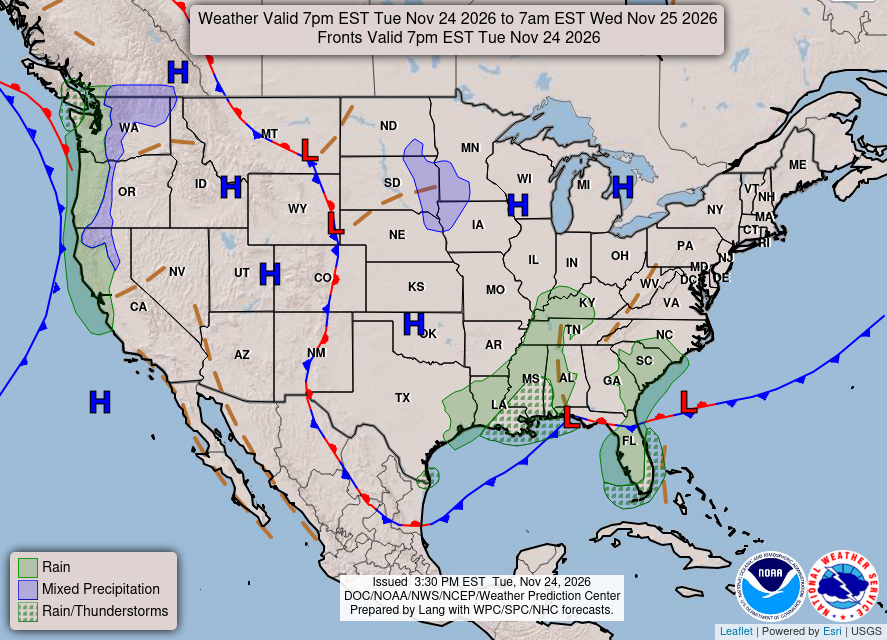 Weather Valid 7pm EST Tue Nov 24 2026 to 7am EST Wed Nov 25 2026
Fronts Valid 7pm EST Tue Nov 24 2026
H
WA
MT
L
ND
MN
ME
OR
ID
H
WY
SD
WI
H
MI
H
VT
NH
NY
MA
CT
RI
L
NE
IA
PA
NJ
NV
UT
H
CO
IL
IN
OH
MD
DE
DC
WV
VA
CA
KS
MO
KY
H
OK
TN
NC
AZ
NM
AR
SC
H
TX
MS
AL
GA
LA
L
L
FL
Rain
Mixed Precipitation
Rain/Thunderstorms
Issued 3:30 PM EST Tue, Nov 24, 2026
DOC/NOAA/NWS/NCEP/Weather Prediction Center
Prepared by Lang with WPC/SPC/NHC forecasts.
NOAA
NATIONAL WEATHER SERVICE
Leaflet | Powered by Esri | USGS